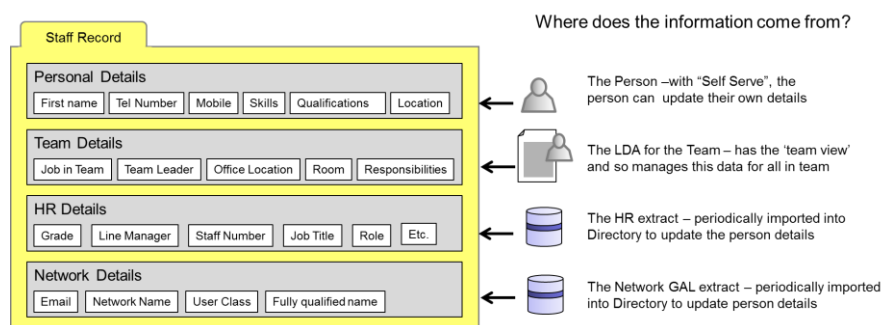 Where does the information come from?
Staff Record
Personal Details
First name Tel Number Mobile Skills Qualifications Location
The Person –with “Self Serve”, the
person can update their own details
Team Details
Job in Team Team Leader Office Location Room Responsibilities
The LDA for the Team – has the ‘team view’
and so manages this data for all in team
HR Details
Grade Line Manager Staff Number Job Title Role Etc.
The HR extract – periodically imported into
Directory to update the person details
Network Details
Email Network Name User Class Fully qualified name
The Network GAL extract – periodically imported
into Directory to update person details